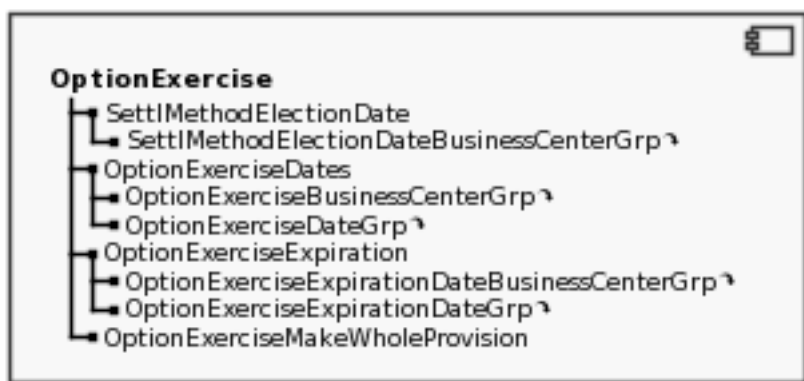 OptionExercise
SettlMethodElectionDate
SettlMethodElectionDateBusinessCenterGrp
OptionExerciseDates
OptionExerciseBusinessCenterGrp
OptionExerciseDateGrp
OptionExerciseExpiration
OptionExerciseExpirationDateBusinessCenterGrp
OptionExerciseExpirationDateGrp
OptionExerciseMakeWholeProvision